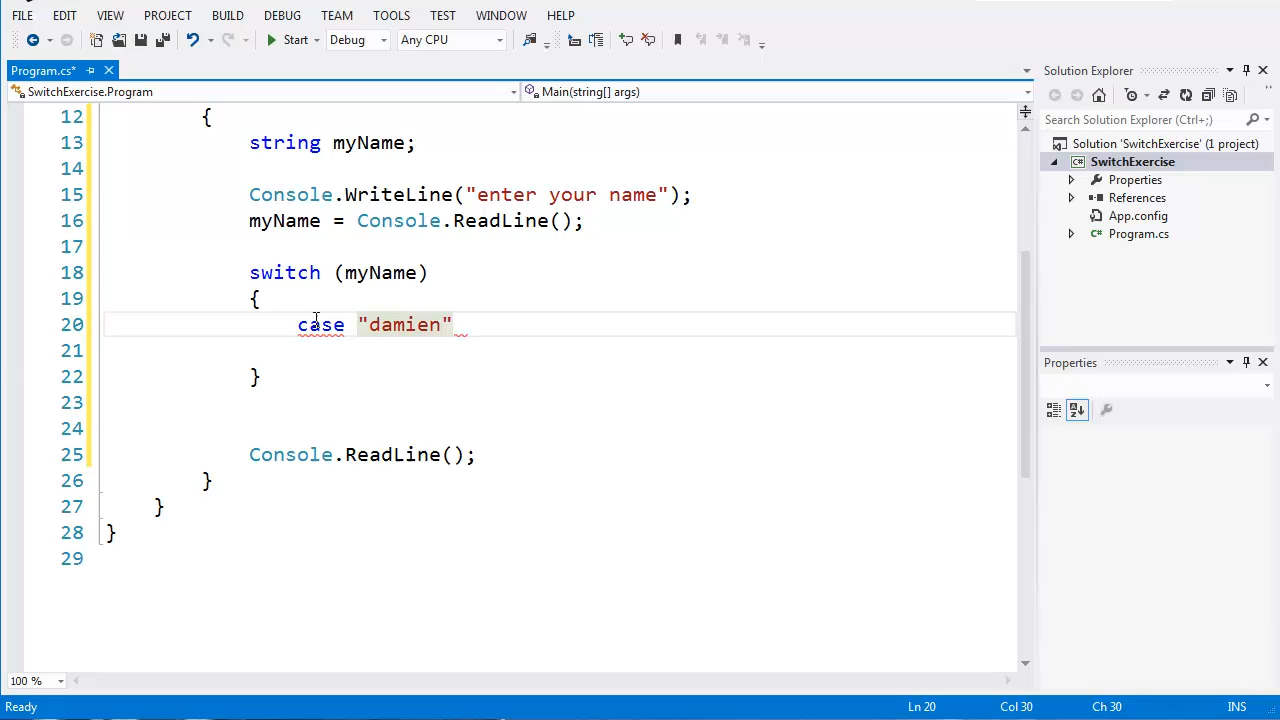 FILE EDIT VIEW PROJECT BUILD DEBUG TEAM TOOLS TEST WINDOW HELP
Start Debug Any CPU
Program.cs*
SwitchExercise.Program Main(string[] args)
12 {
13 string myName;
14
15 Console.WriteLine("enter your name");
16 myName = Console.ReadLine();
17
18 switch (myName)
19 {
20 case "damien"
21
22 }
23
24
25 Console.ReadLine();
26 }
27 }
28 }
29
100 %
Solution Explorer
Search Solution Explorer (Ctrl+;)
Solution 'SwitchExercise' (1 project)
SwitchExercise
Properties
References
App.config
Program.cs
Properties
Ready Ln 20 Col 30 Ch 30 INS